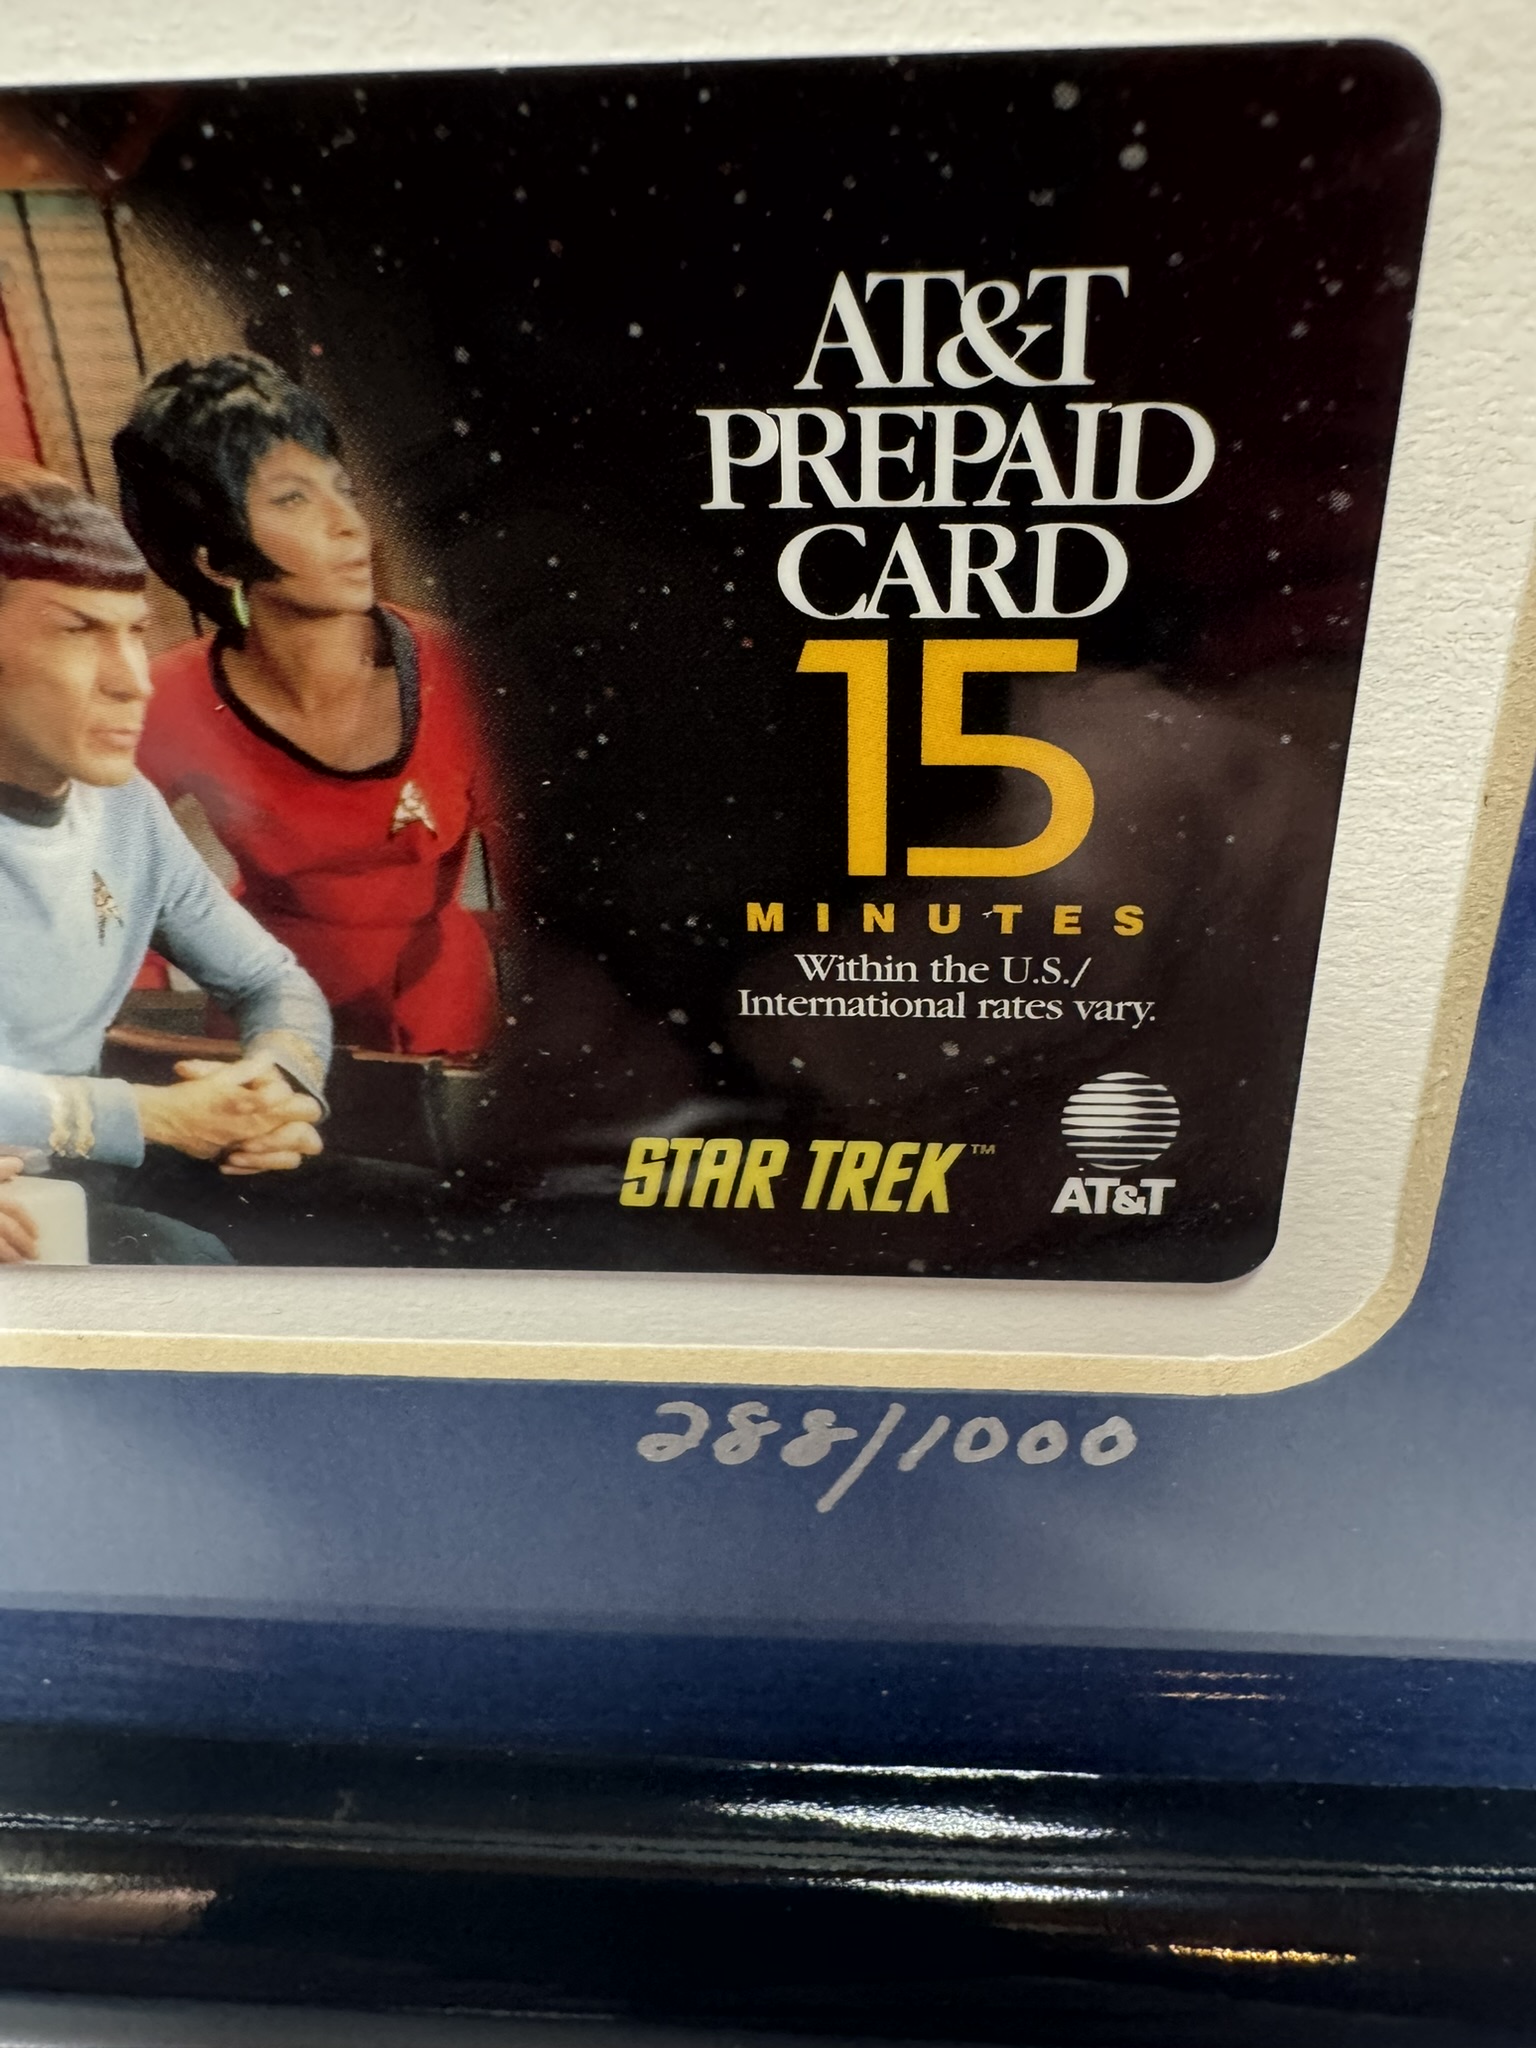 AT&T
PREPAID
CARD
15
MINUTES
Within the U.S./
International rates vary.
STAR TREK™
AT&T
288/1000